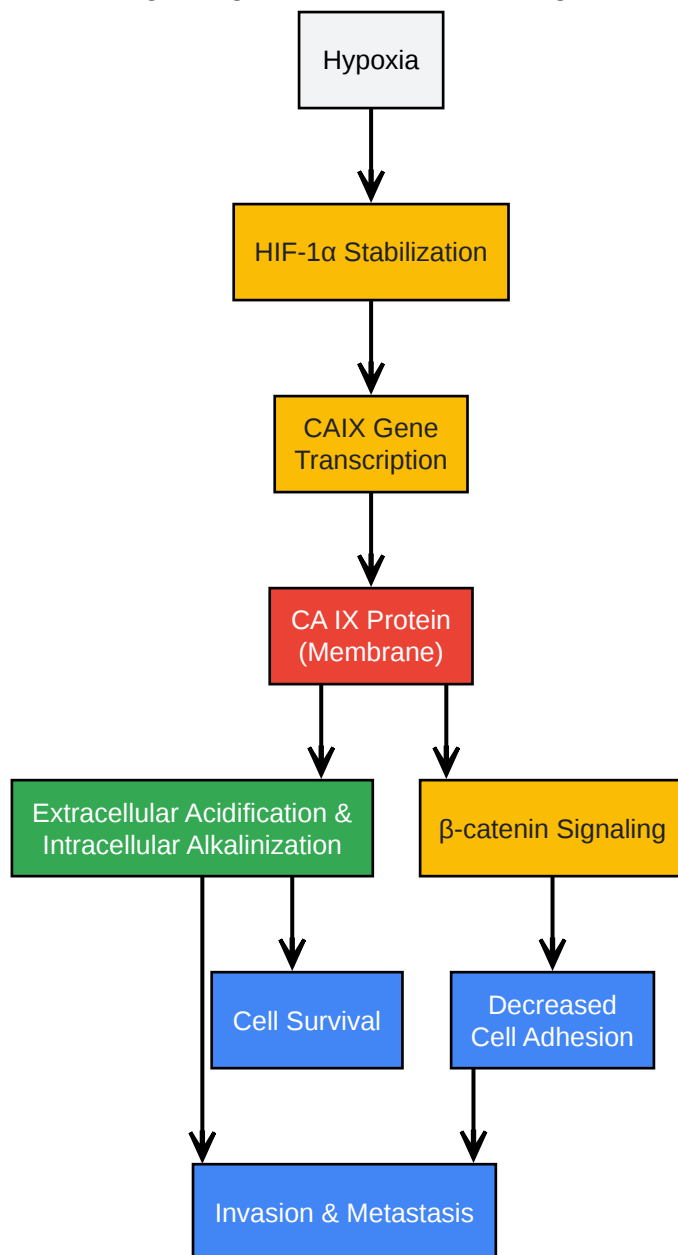 Hypoxia
HIF-1α Stabilization
CAIX Gene
Transcription
CA IX Protein
(Membrane)
Extracellular Acidification &
Intracellular Alkalinization
β-catenin Signaling
Cell Survival
Decreased
Cell Adhesion
Invasion & Metastasis